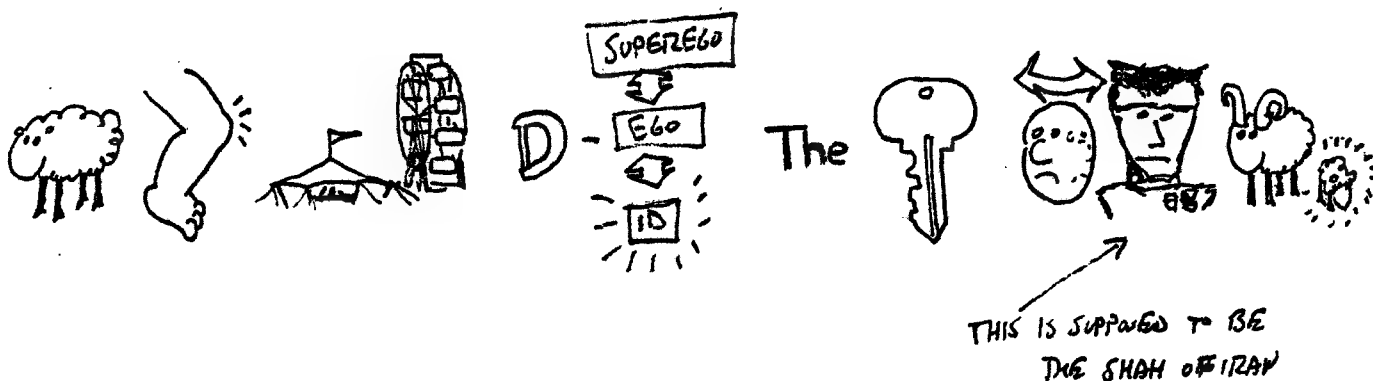 SUPEREGO
EGO
ID
D - The
THIS IS SUPPOSED TO BE
THE SHAH OF IRAN